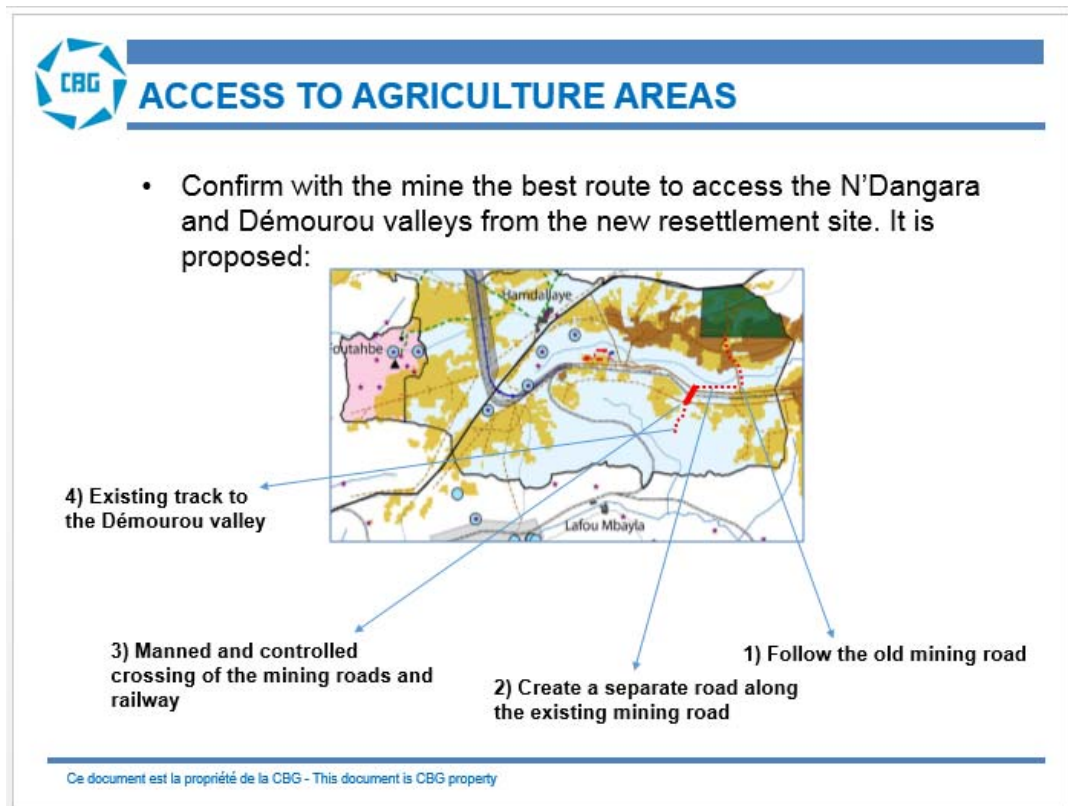 CBG
ACCESS TO AGRICULTURE AREAS
• Confirm with the mine the best route to access the N'Dangara
and Démourou valleys from the new resettlement site. It is
proposed:
Hamdallaye
outahbe
Lafou Mbayla
4) Existing track to
the Démourou valley
3) Manned and controlled
crossing of the mining roads and
railway
2) Create a separate road along
the existing mining road
1) Follow the old mining road
Ce document est la propriété de la CBG - This document is CBG property